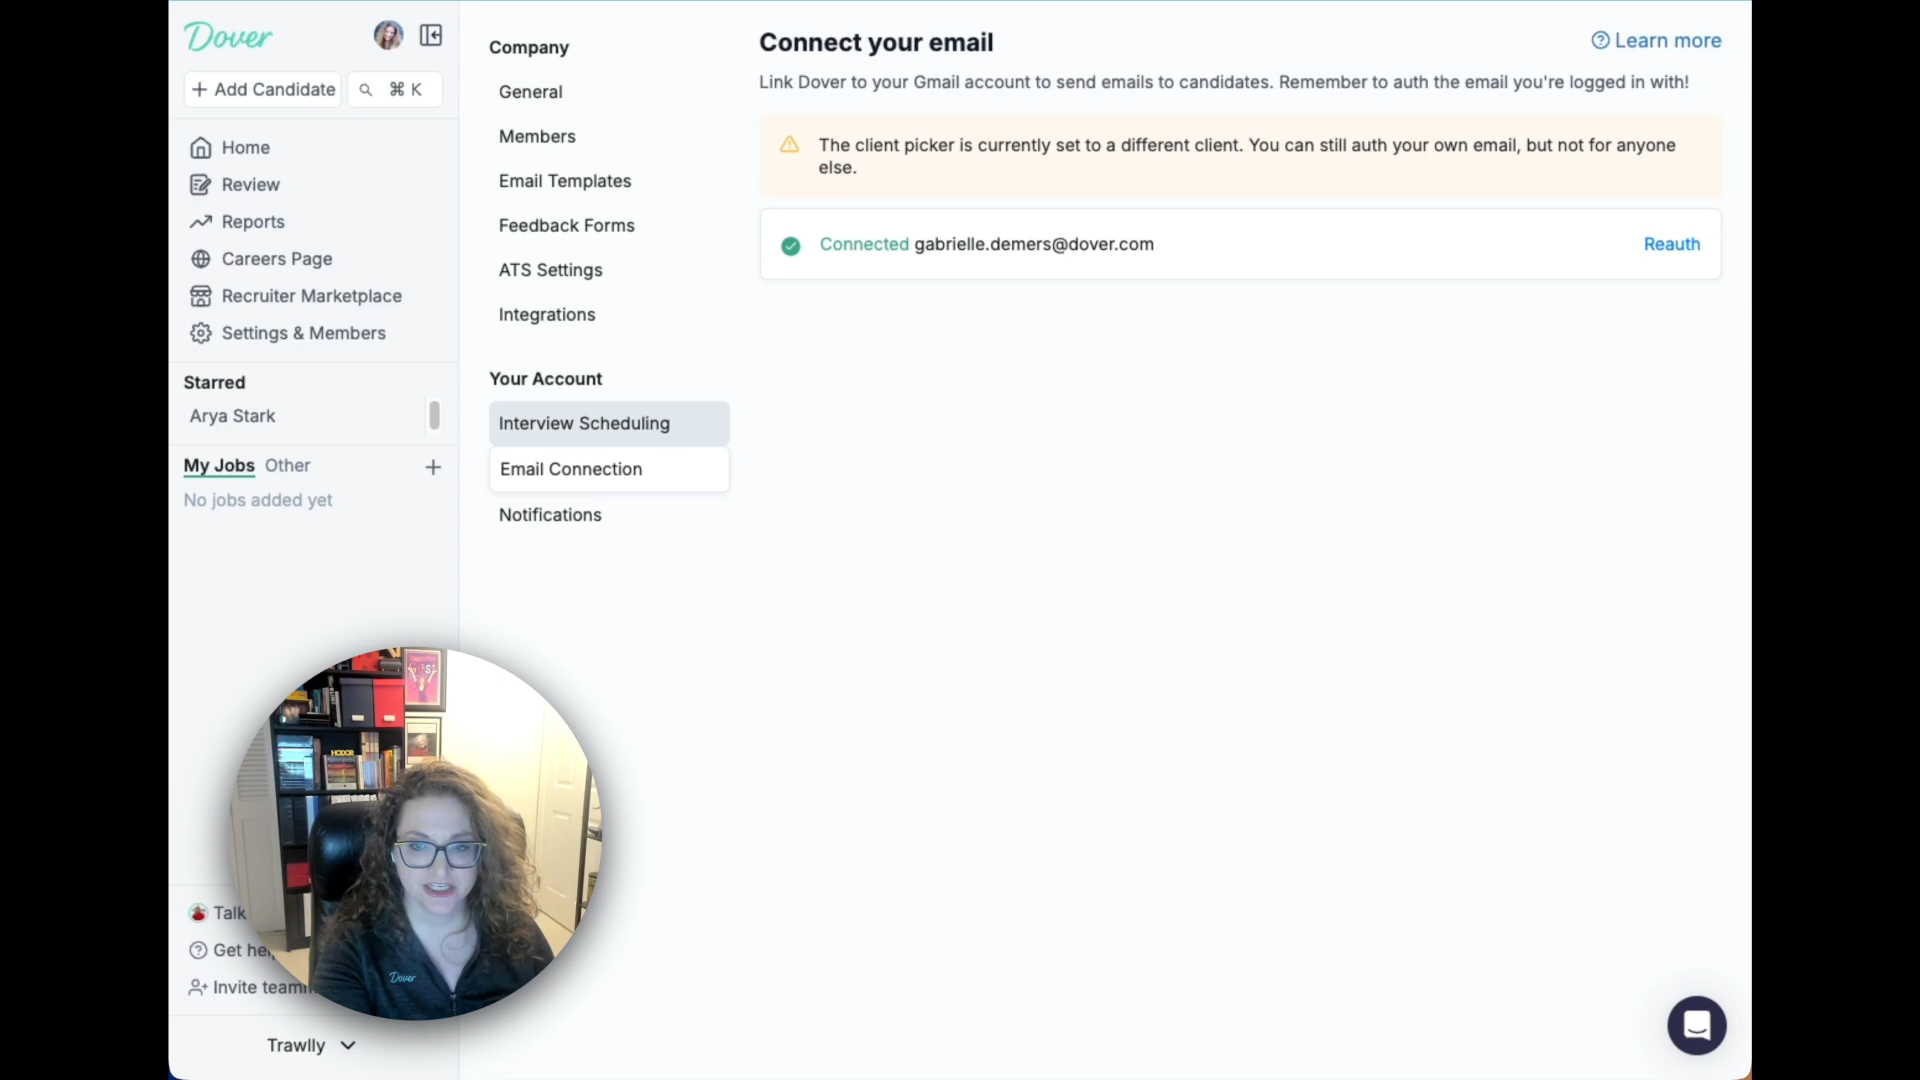 Dover
Add Candidate
⌘ K
Home
Review
Reports
Careers Page
Recruiter Marketplace
Settings & Members
Starred
Arya Stark
My Jobs Other
No jobs added yet
Talk
Get help
Invite team
Trawlly
Company
General
Members
Email Templates
Feedback Forms
ATS Settings
Integrations
Your Account
Interview Scheduling
Email Connection
Notifications
Connect your email
Learn more
Link Dover to your Gmail account to send emails to candidates. Remember to auth the email you're logged in with!
The client picker is currently set to a different client. You can still auth your own email, but not for anyone
else.
Connected gabrielle.demers@dover.com
Reauth
HODOR
Dover